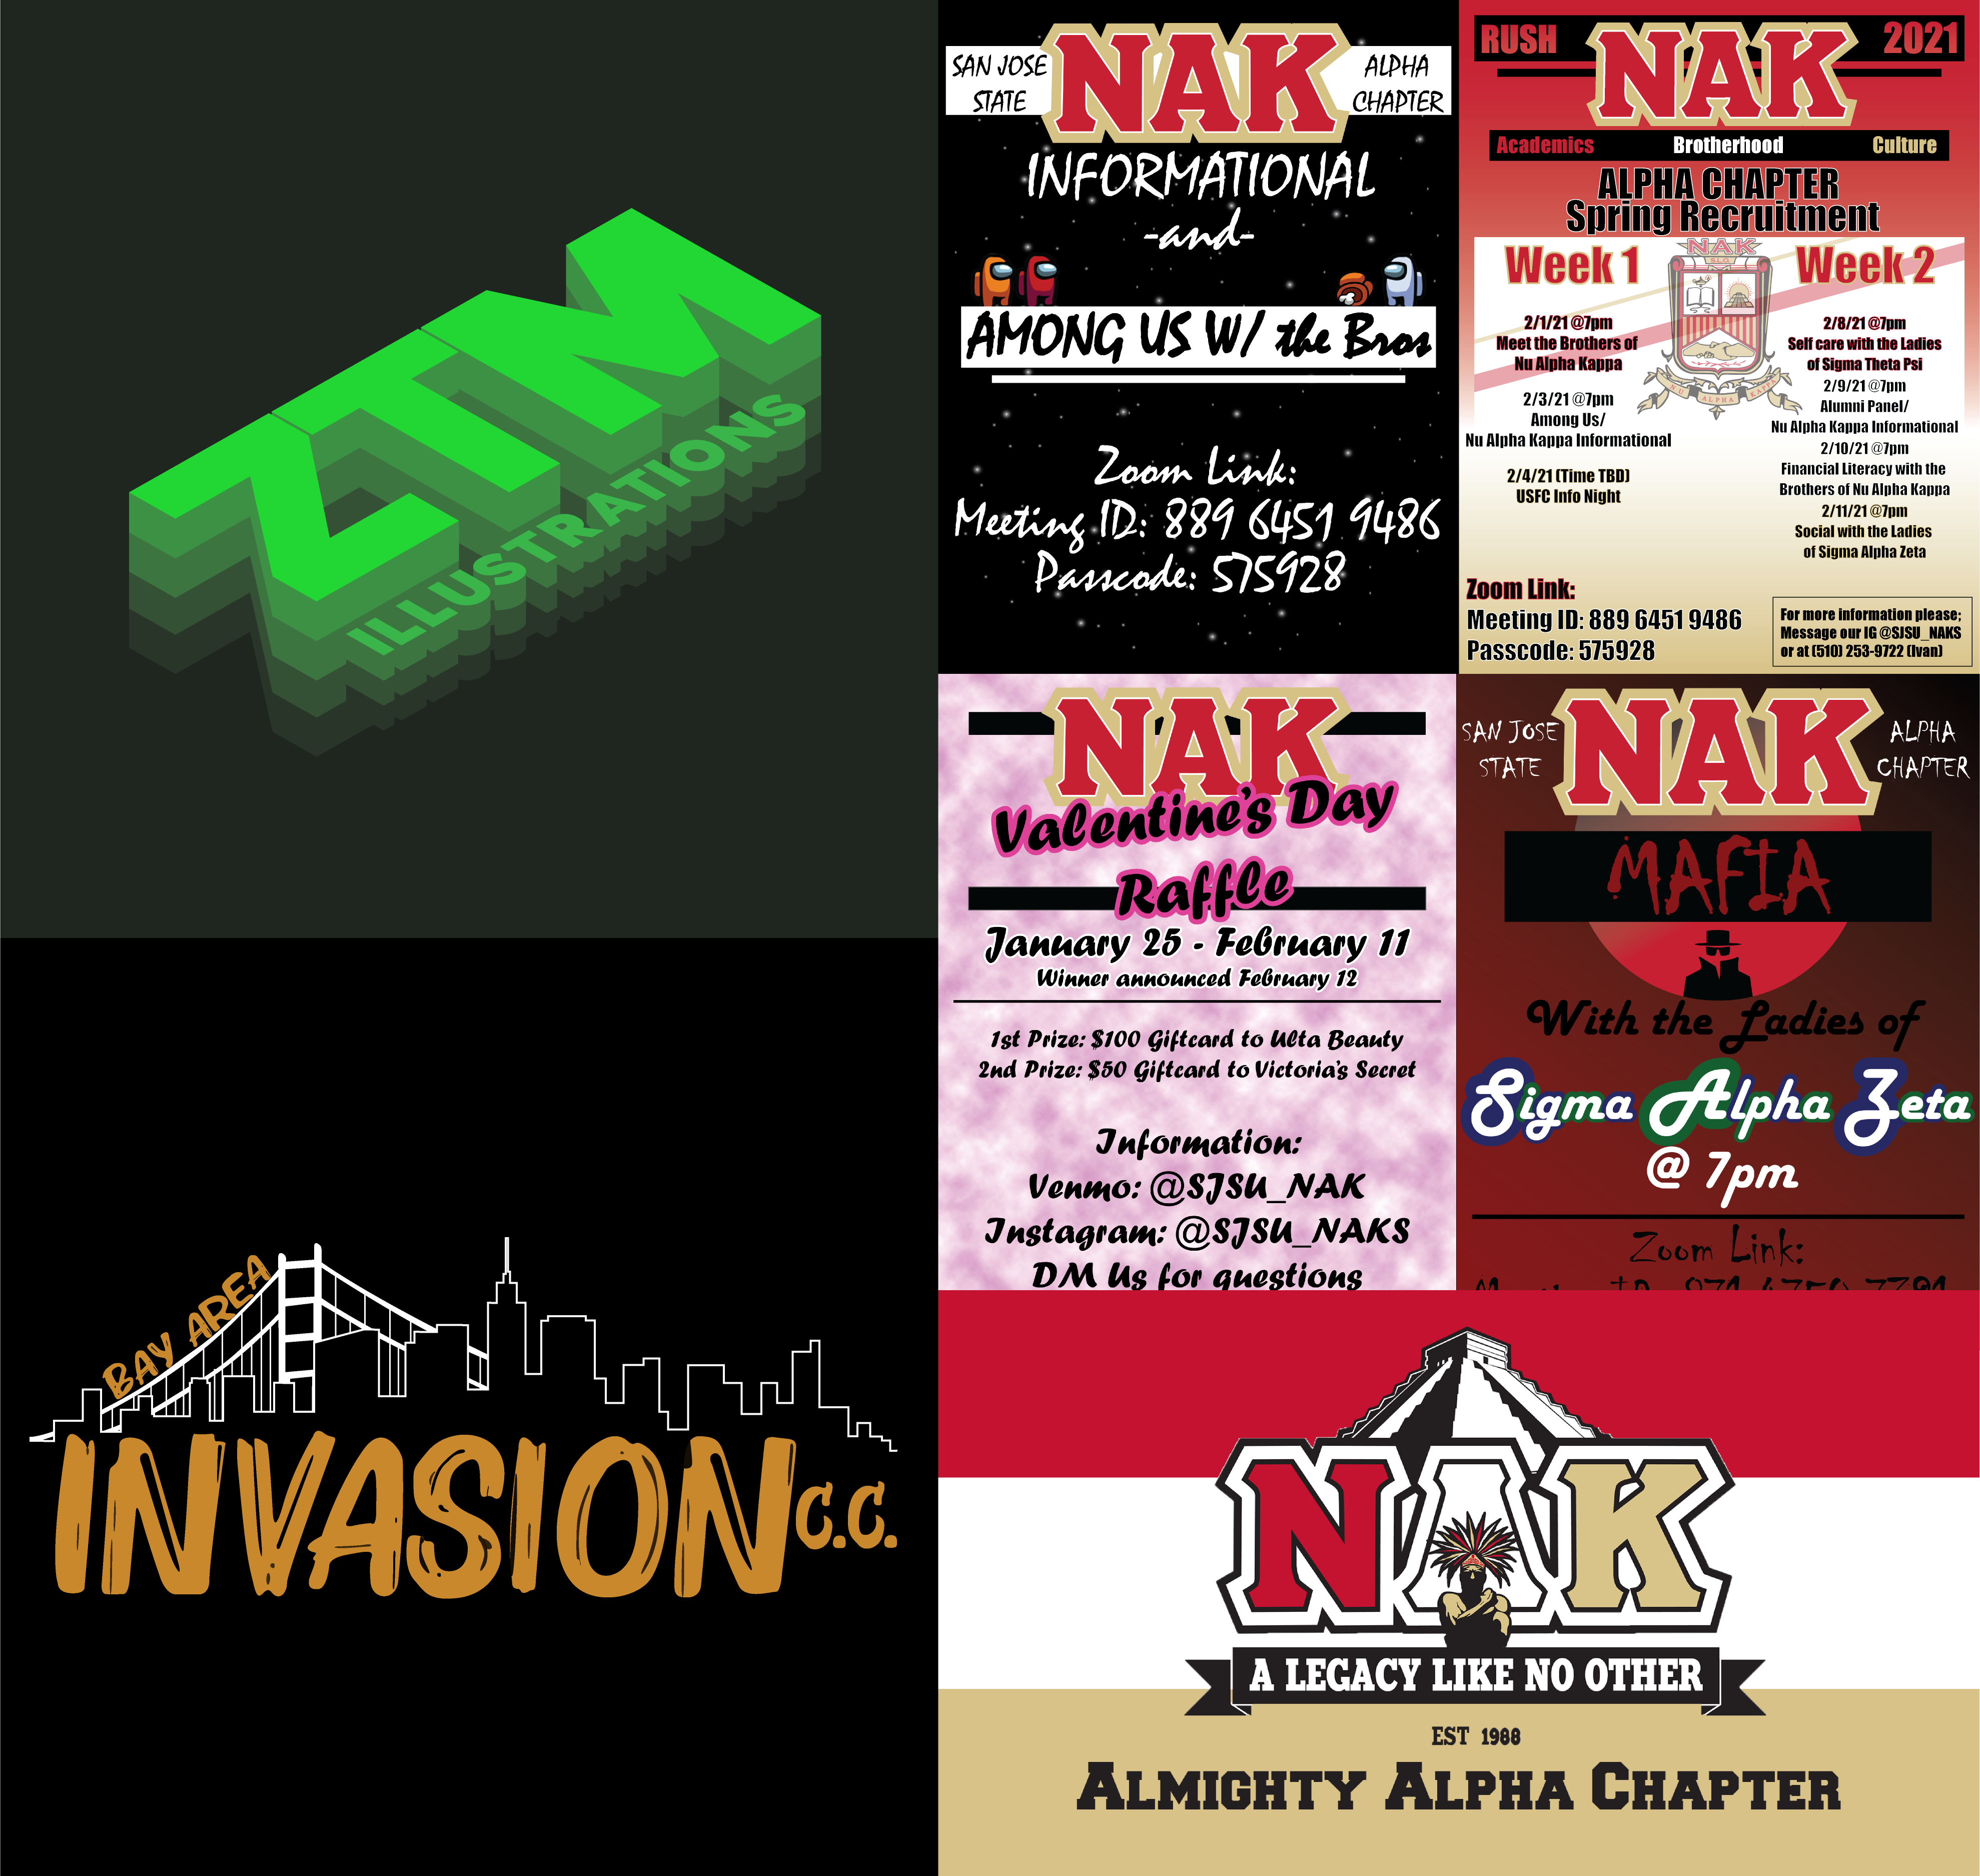 ZTM
ILLUSTRATIONS
SAN JOSE
STATE
NAK
ALPHA
CHAPTER
INFORMATIONAL
-and-
AMONG US W/ the Bros
Zoom Link:
Meeting ID: 889 6451 9486
Passcode: 575928
RUSH
NAK
2021
Academics Brotherhood Culture
ALPHA CHAPTER
Spring Recruitment
Week 1
2/1/21 @7pm
Meet the Brothers of
Nu Alpha Kappa
2/3/21 @7pm
Among Us/
Nu Alpha Kappa Informational
2/4/21 (Time TBD)
USFC Info Night
NAK
S.L.O.
NU ALPHA KAPPA
Week 2
2/8/21 @7pm
Self care with the Ladies
of Sigma Theta Psi
2/9/21 @7pm
Alumni Panel/
Nu Alpha Kappa Informational
2/10/21 @7pm
Financial Literacy with the
Brothers of Nu Alpha Kappa
2/11/21 @7pm
Social with the Ladies
of Sigma Alpha Zeta
Zoom Link:
Meeting ID: 889 6451 9486
Passcode: 575928
For more information please;
Message our IG @SJSU_NAKS
or at (510) 253-9722 (Ivan)
NAK
Valentine's Day
Raffle
January 25 - February 11
Winner announced February 12
1st Prize: $100 Giftcard to Ulta Beauty
2nd Prize: $50 Giftcard to Victoria's Secret
Information:
Venmo: @SJSU_NAK
Instagram: @SJSU_NAKS
DM Us for questions
SAN JOSE
STATE
NAK
ALPHA
CHAPTER
MAFIA
With the Ladies of
Sigma Alpha Zeta
@ 7pm
Zoom Link:
BAY AREA
INVASION C.C.
NAK
A LEGACY LIKE NO OTHER
EST 1988
ALMIGHTY ALPHA CHAPTER